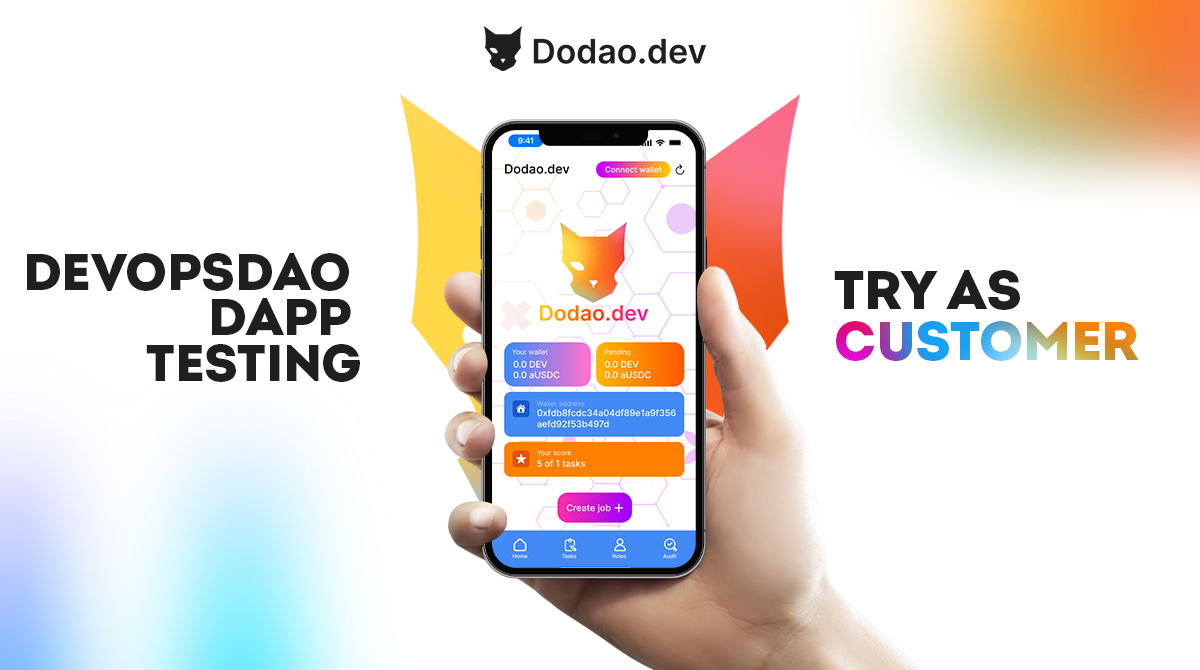 Dodao.dev
DEVOPSDAO
DAPP
TESTING
9:41
Dodao.dev
Connect wallet
Dodao.dev
Your wallet
0.0 DEV
0.0 aUSDC
Pending
0.0 DEV
0.0 aUSDC
Wallet address
0xfdb8fcdc34a04df89e1a9f356
aefd92f53b497d
Your score
5 of 1 tasks
Create job +
Home
Tasks
Roles
Audit
TRY AS
CUSTOMER